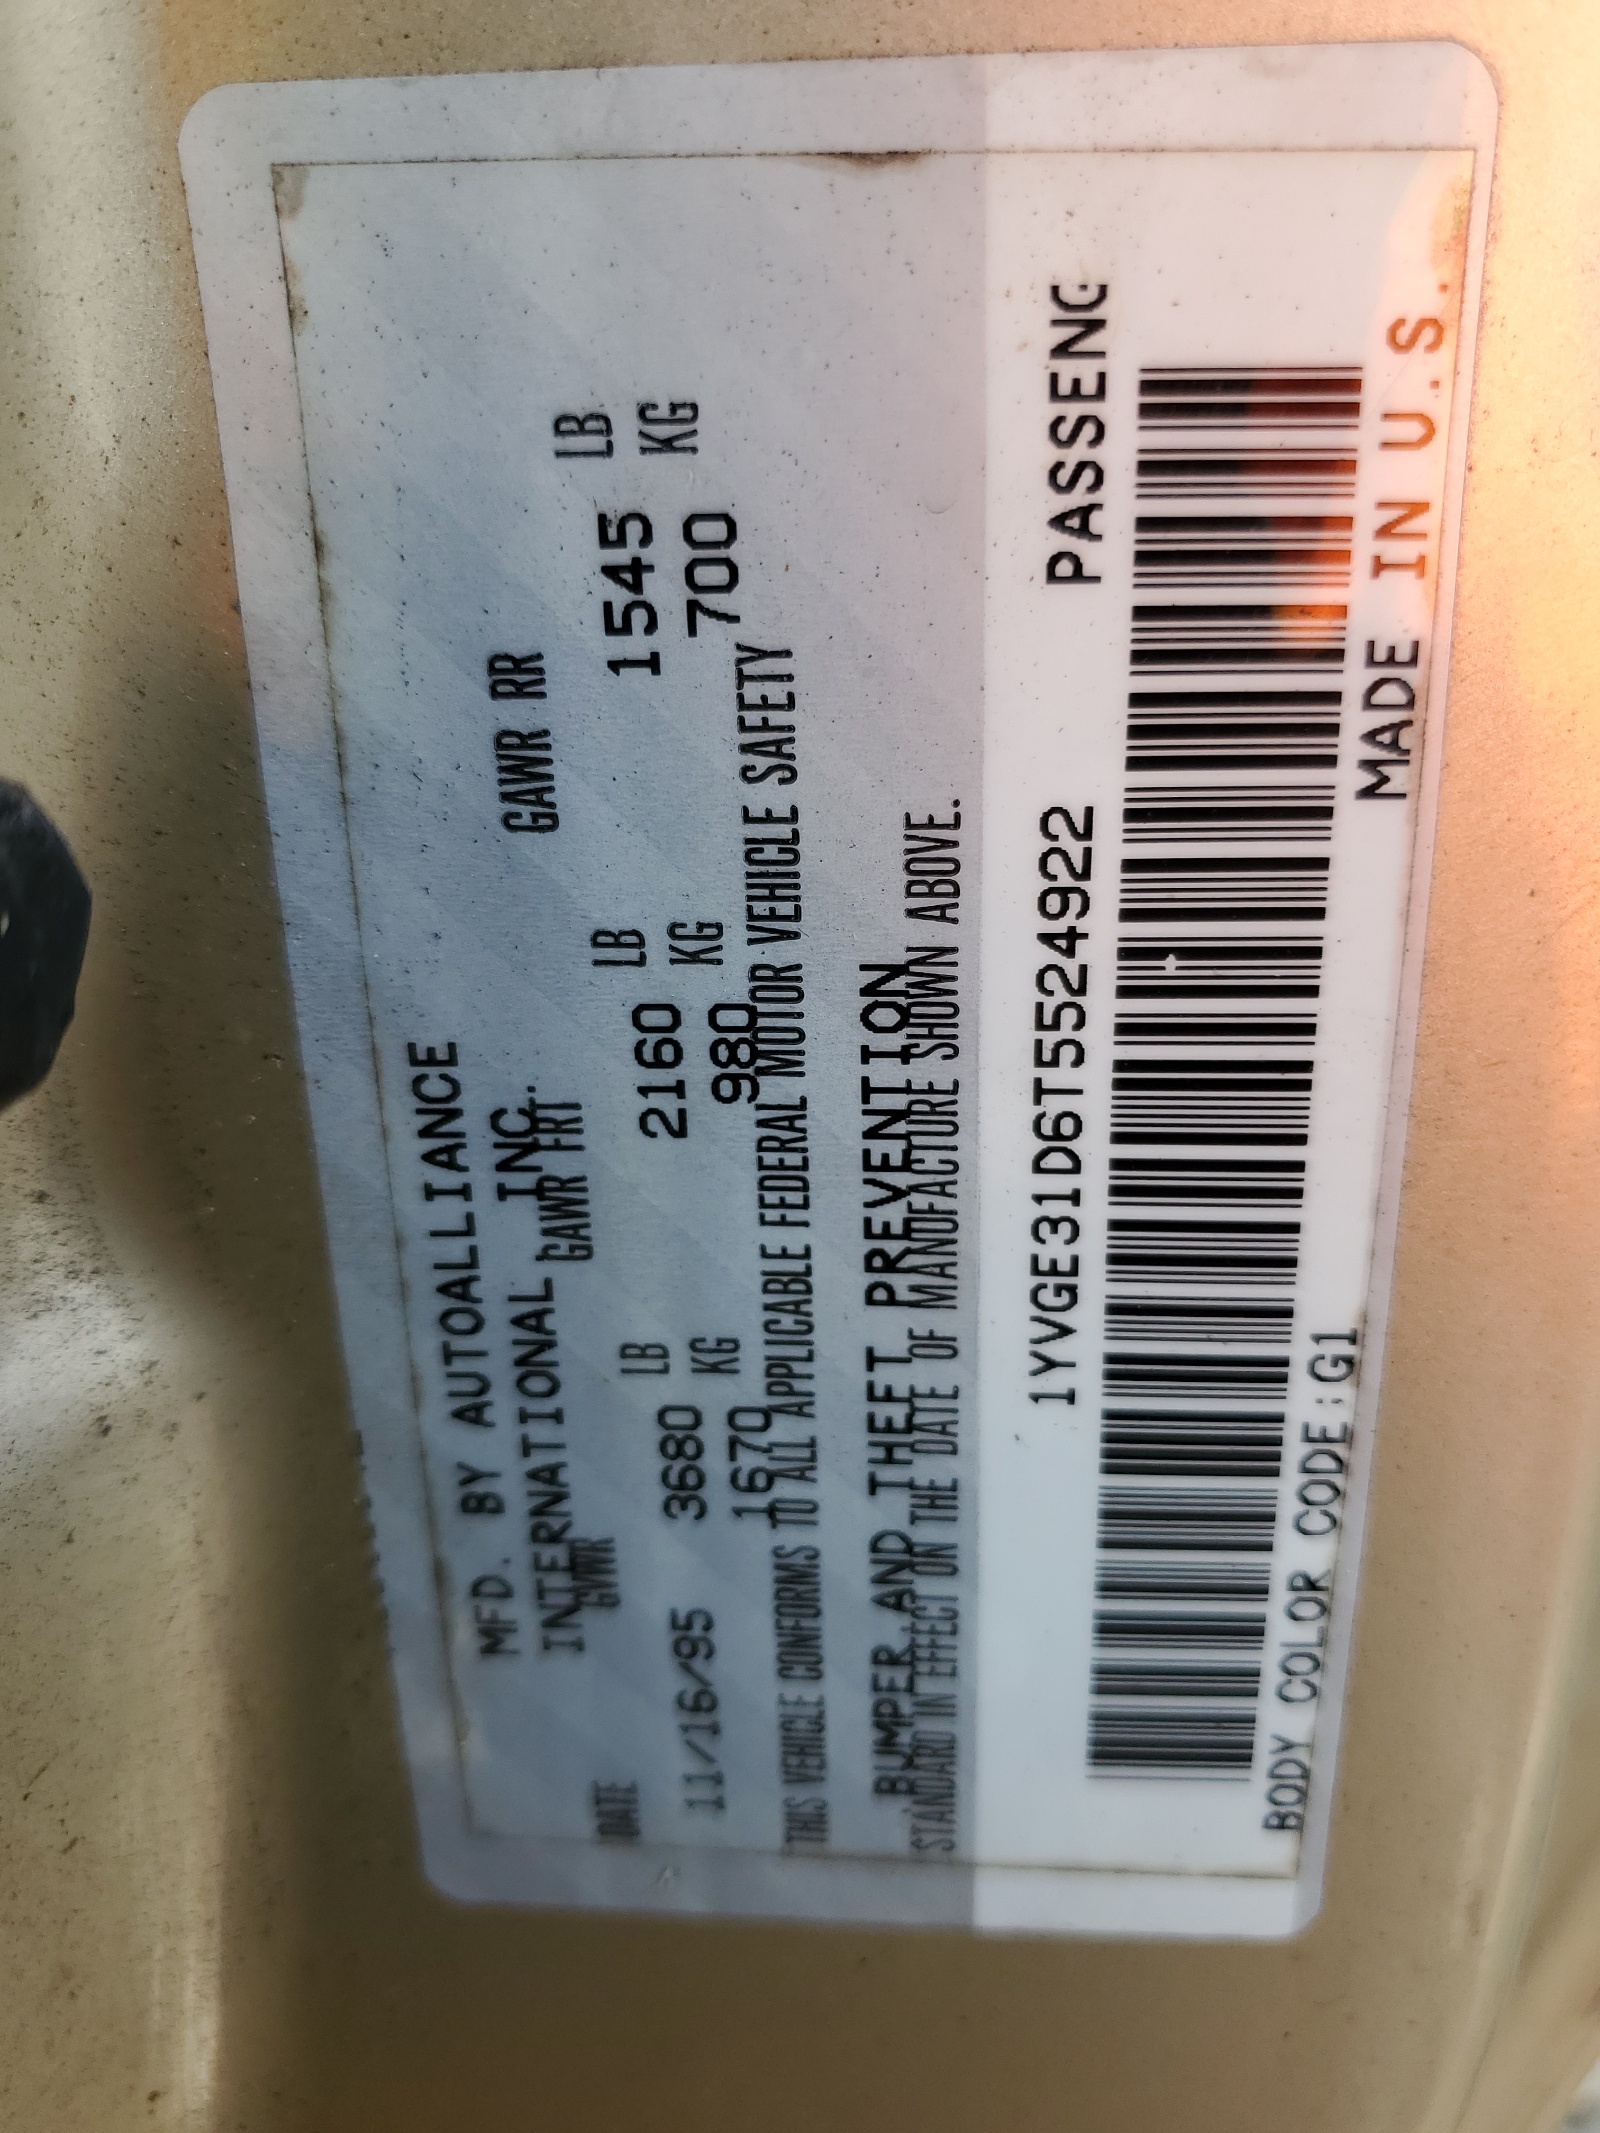 MFD. BY AUTOALLIANCE
INTERNATIONAL, INC.
GVWR GAWR FRT GAWR RR
DATE LB LB LB
11/16/95 3680 2160 1545
KG KG KG
1670 980 700
THIS VEHICLE CONFORMS TO ALL APPLICABLE FEDERAL MOTOR VEHICLE SAFETY
BUMPER AND THEFT PREVENTION
STANDARD IN EFFECT ON THE DATE OF MANUFACTURE SHOWN ABOVE.
1YVGE31D6T5524922 PASSENG
BODY COLOR CODE:G1 MADE IN U.S.